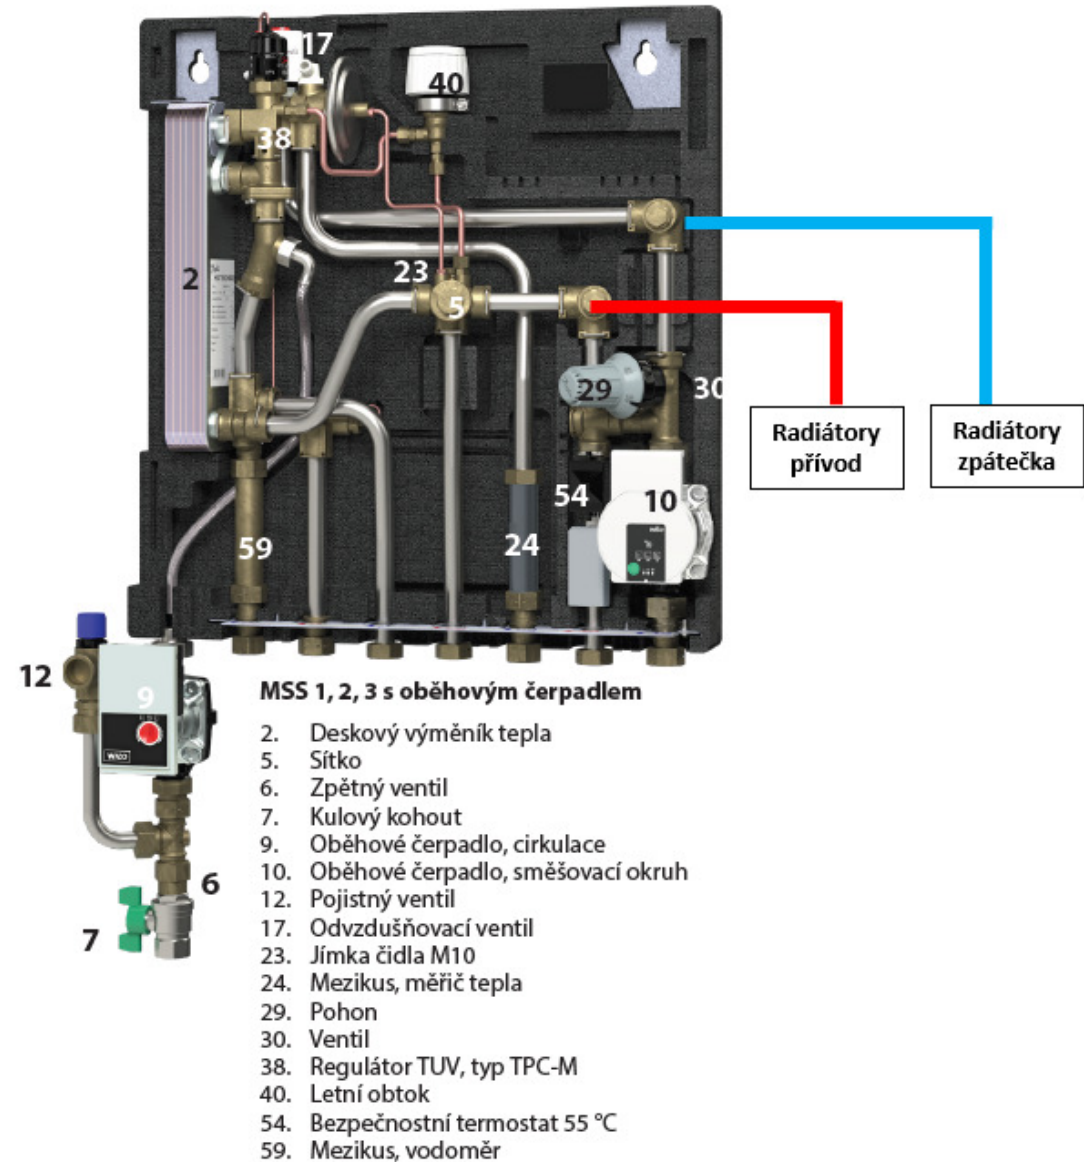 17
40
38
2
23
5
29
30
Radiátory
přívod
Radiátory
zpátečka
54
10
24
59
12
9
wilo
6
7
MSS 1, 2, 3 s oběhovým čerpadlem
2. Deskový výměník tepla
5. Sítko
6. Zpětný ventil
7. Kulový kohout
9. Oběhové čerpadlo, cirkulace
10. Oběhové čerpadlo, směšovací okruh
12. Pojistný ventil
17. Odvzdušňovací ventil
23. Jímka čidla M10
24. Mezikus, měřič tepla
29. Pohon
30. Ventil
38. Regulátor TUV, typ TPC-M
40. Letní obtok
54. Bezpečnostní termostat 55 °C
59. Mezikus, vodoměr